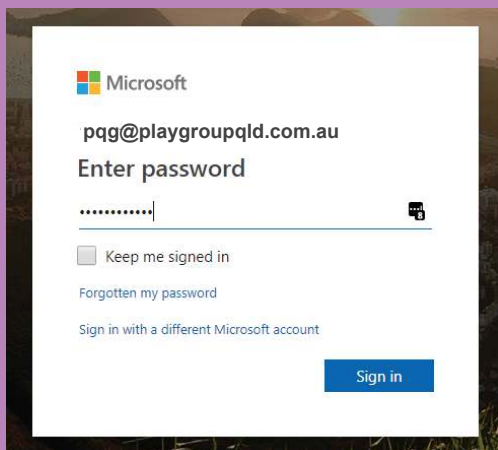 Microsoft
pqg@playgroupqld.com.au
Enter password
••••••••••••
Keep me signed in
Forgotten my password
Sign in with a different Microsoft account
Sign in